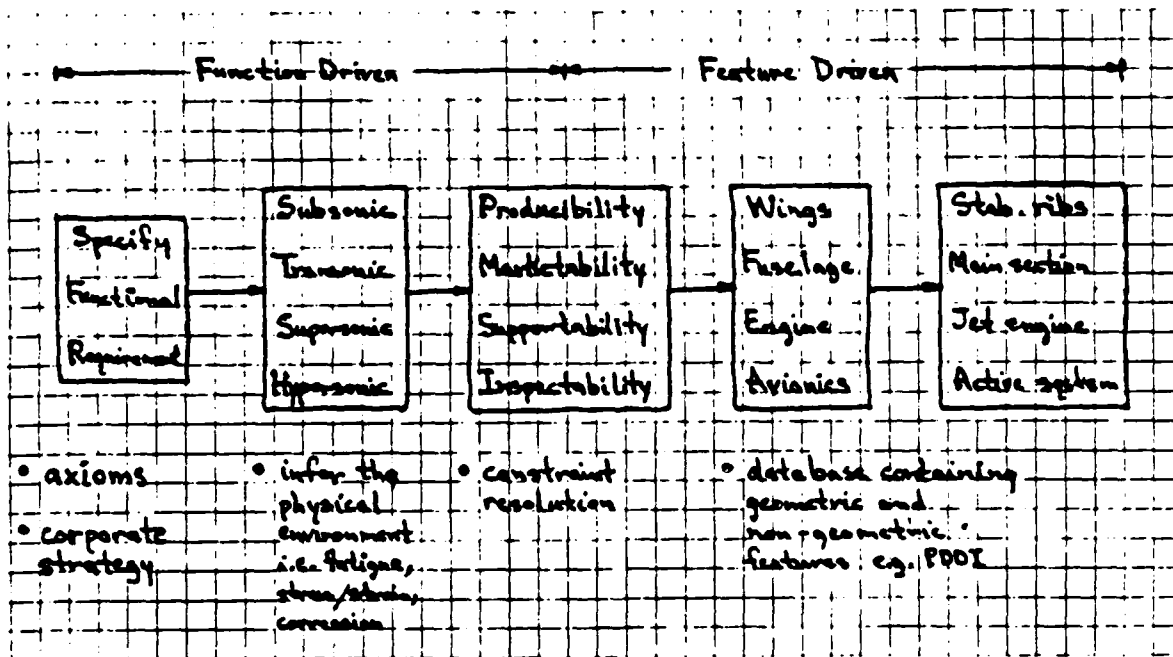 Function Driven
Feature Driven
Specify
Functional
Requirement
Subsonic
Transonic
Supersonic
Hypersonic
Producibility
Marketability
Supportability
Inspectability
Wings
Fuselage
Engine
Avionics
Stab. ribs
Main section
Jet engine
Active system
• axioms
• corporate
strategy
• infer the
physical
environment
i.e. fatigue,
stress/strain,
corrosion
• constraint
resolution
• database containing
geometric and
non-geometric
features e.g. PDDI